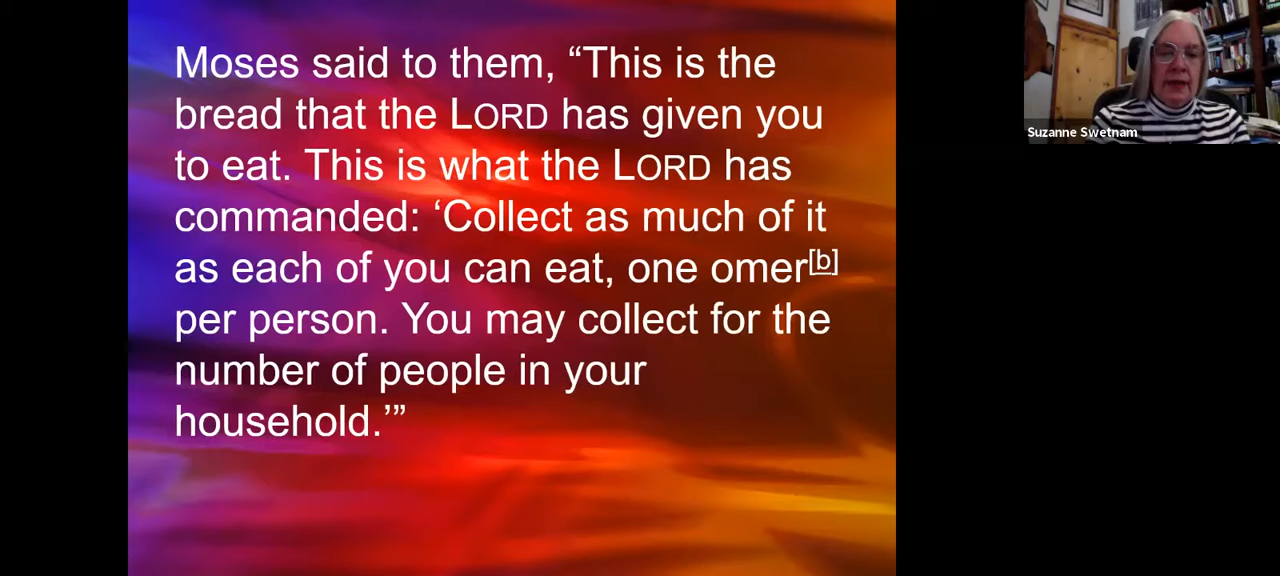 Moses said to them, “This is the
bread that the LORD has given you
to eat. This is what the LORD has
commanded: ‘Collect as much of it
as each of you can eat, one omer[b]
per person. You may collect for the
number of people in your
household.’”
Suzanne Swetnam